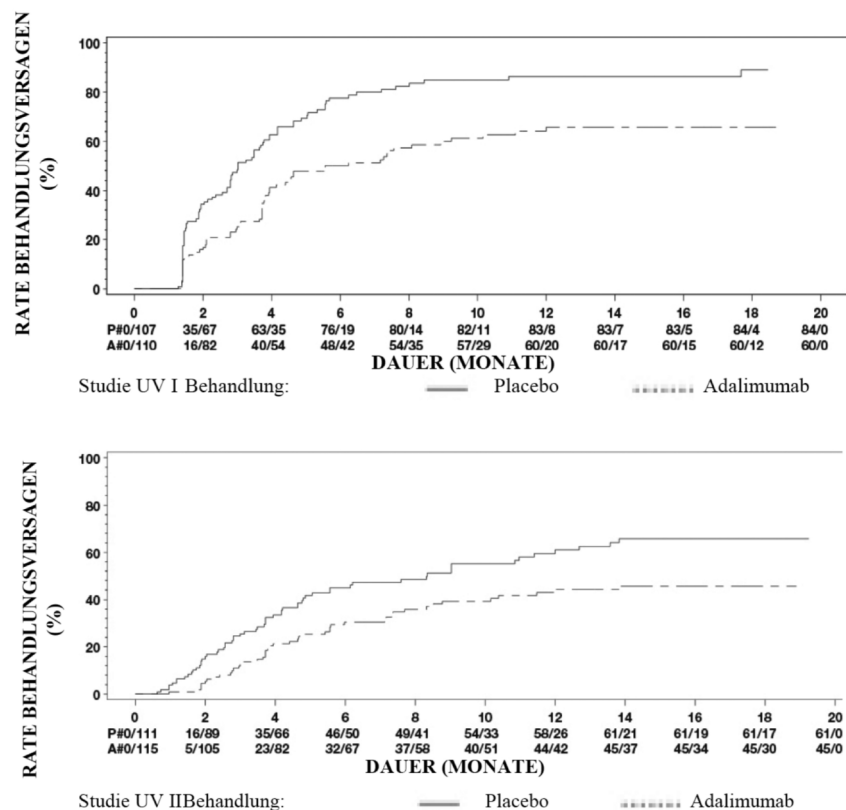 RATE BEHANDLUNGSVERSAGEN
(%)
100
80
60
40
20
0
0 2 4 6 8 10 12 14 16 18 20
P#0/107 35/67 63/35 76/19 80/14 82/11 83/8 83/7 83/5 84/4 84/0
A#0/110 16/82 40/54 48/42 54/35 57/29 60/20 60/17 60/15 60/12 60/0
DAUER (MONATE)
Studie UV I Behandlung: Placebo Adalimumab
RATE BEHANDLUNGSVERSAGEN
(%)
100
80
60
40
20
0
0 2 4 6 8 10 12 14 16 18 20
P#0/111 16/89 35/66 46/50 49/41 54/33 58/26 61/21 61/19 61/17 61/0
A#0/115 5/105 23/82 32/67 37/58 40/51 44/42 45/37 45/34 45/30 45/0
DAUER (MONATE)
Studie UV IIBehandlung: Placebo Adalimumab